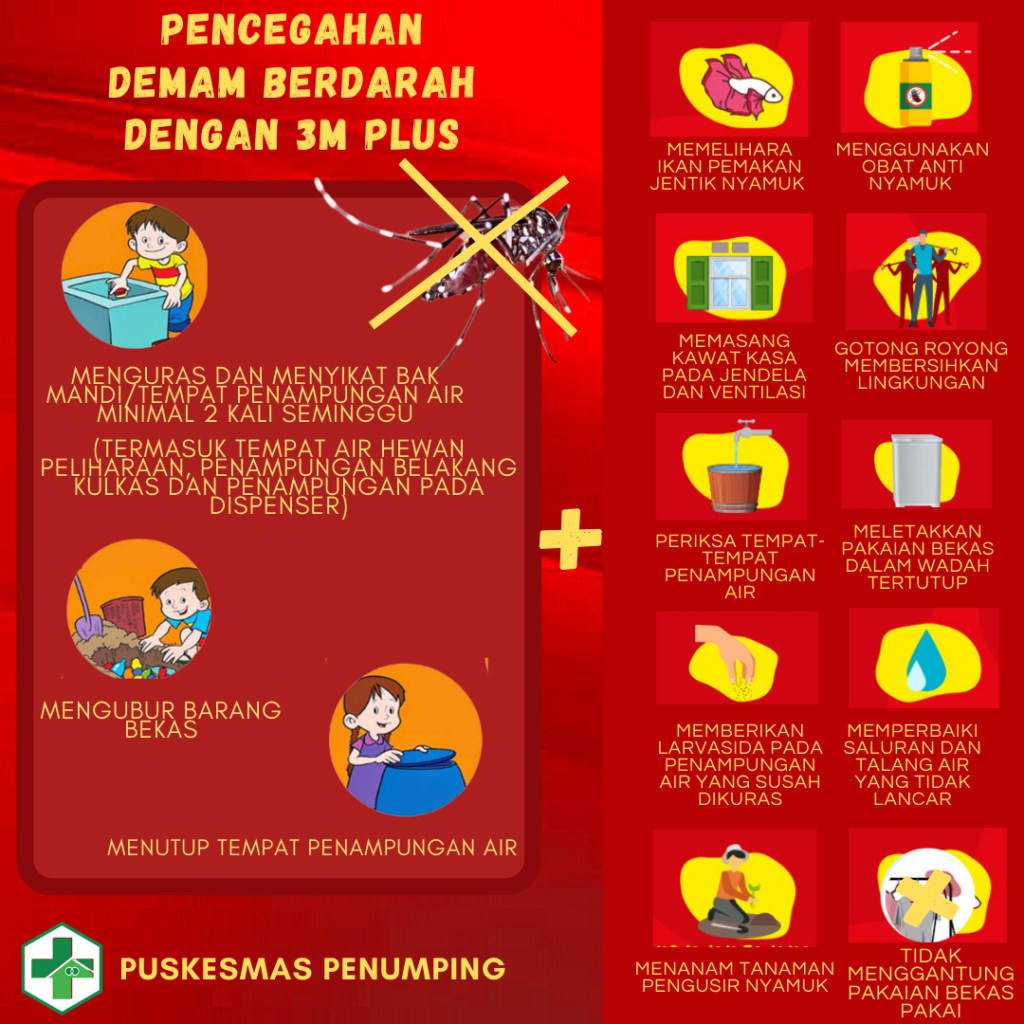 PENCEGAHAN
DEMAM BERDARAH
DENGAN 3M PLUS
MENGURAS DAN MENYIKAT BAK
MANDI/TEMPAT PENAMPUNGAN AIR
MINIMAL 2 KALI SEMINGGU
(TERMASUK TEMPAT AIR HEWAN
PELIHARAAN, PENAMPUNGAN BELAKANG
KULKAS DAN PENAMPUNGAN PADA
DISPENSER)
MENGUBUR BARANG
BEKAS
MENUTUP TEMPAT PENAMPUNGAN AIR
PUSKESMAS PENUMPING
MEMELIHARA
IKAN PEMAKAN
JENTIK NYAMUK
MENGGUNAKAN
OBAT ANTI
NYAMUK
MEMASANG
KAWAT KASA
PADA JENDELA
DAN VENTILASI
GOTONG ROYONG
MEMBERSIHKAN
LINGKUNGAN
PERIKSA TEMPAT-
TEMPAT
PENAMPUNGAN
AIR
MELETAKKAN
PAKAIAN BEKAS
DALAM WADAH
TERTUTUP
MEMBERIKAN
LARVASIDA PADA
PENAMPUNGAN
AIR YANG SUSAH
DIKURAS
MEMPERBAIKI
SALURAN DAN
TALANG AIR
YANG TIDAK
LANCAR
MENANAM TANAMAN
PENGUSIR NYAMUK
TIDAK
MENGGANTUNG
PAKAIAN BEKAS
PAKAI